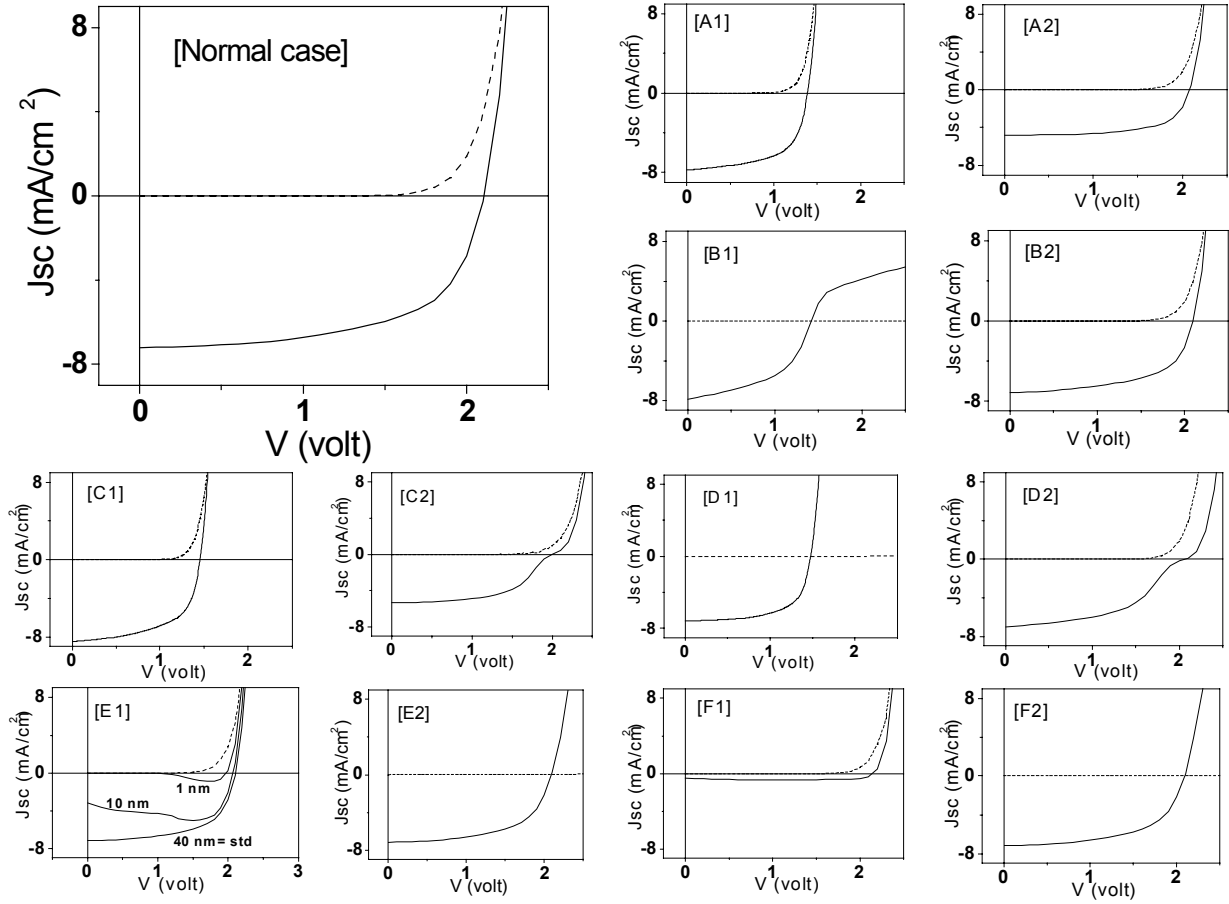 [Normal case]
8
0
-8
Jsc (mA/cm 2)
0 1 2
V (volt)
[A1]
8
0
-8
Jsc (mA/cm2)
0 1 2
V (volt)
[A2]
8
0
-8
Jsc (mA/cm2)
0 1 2
V (volt)
[B1]
8
0
-8
Jsc (mA/cm2)
0 1 2
V (volt)
[B2]
8
0
-8
Jsc (mA/cm2)
0 1 2
V (volt)
[C1]
8
0
-8
Jsc (mA/cm2)
0 1 2
V (volt)
[C2]
8
0
-8
Jsc (mA/cm2)
0 1 2
V (volt)
[D1]
8
0
-8
Jsc (mA/cm2)
0 1 2
V (volt)
[D2]
8
0
-8
Jsc (mA/cm2)
0 1 2
V (volt)
[E1]
8
0
-8
Jsc (mA/cm2)
1 nm
10 nm
40 nm= std
0 1 2 3
V (volt)
[E2]
8
0
-8
Jsc (mA/cm2)
0 1 2
V (volt)
[F1]
8
0
-8
Jsc (mA/cm2)
0 1 2
V (volt)
[F2]
8
0
-8
Jsc (mA/cm2)
0 1 2
V (volt)